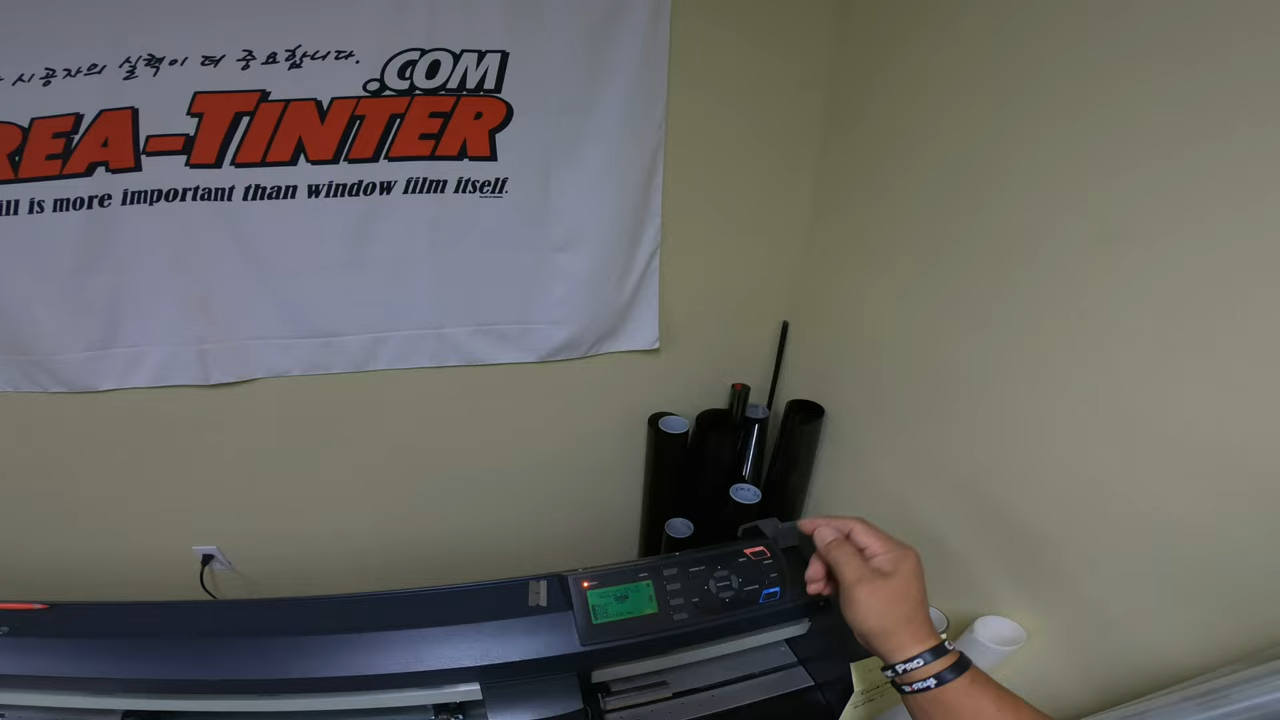 시공자의 실력이 더 중요합니다.
.COM
REA-TINTER
ill is more important than window film itself.
PRO